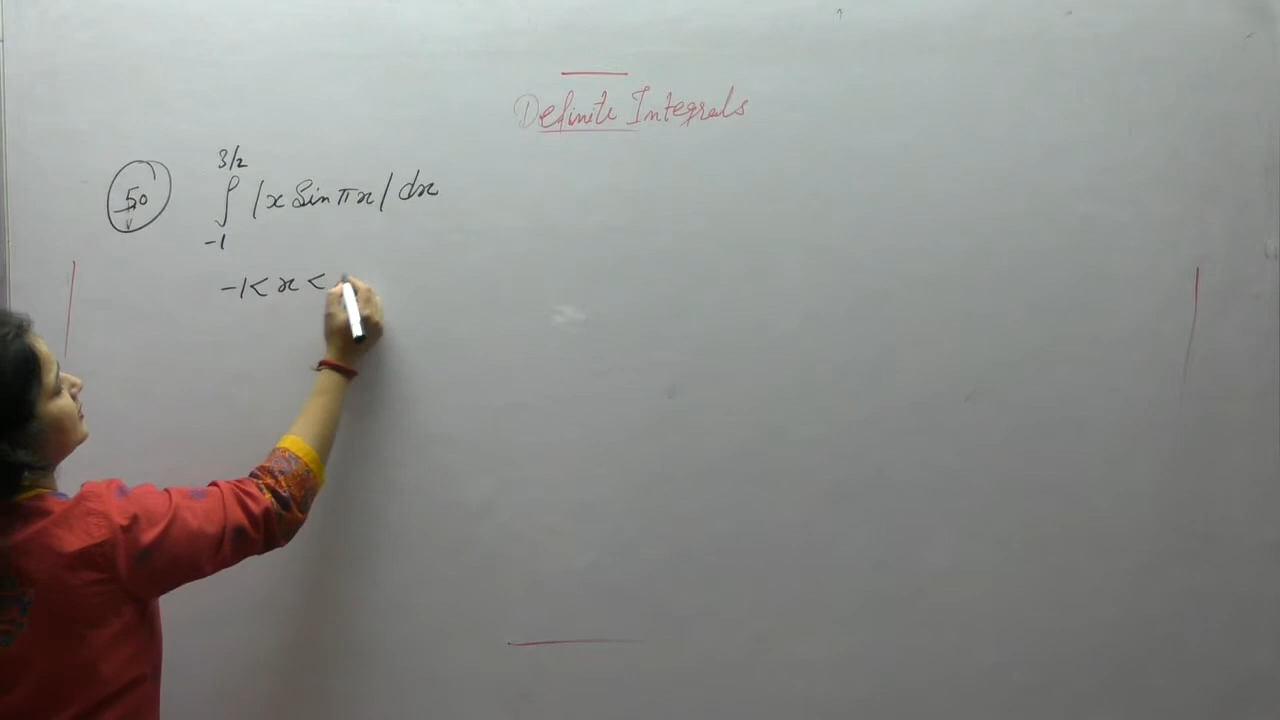 Definite Integrals
50 ∫_{-1}^{3/2} |x Sin πx| dx
-1 < x <